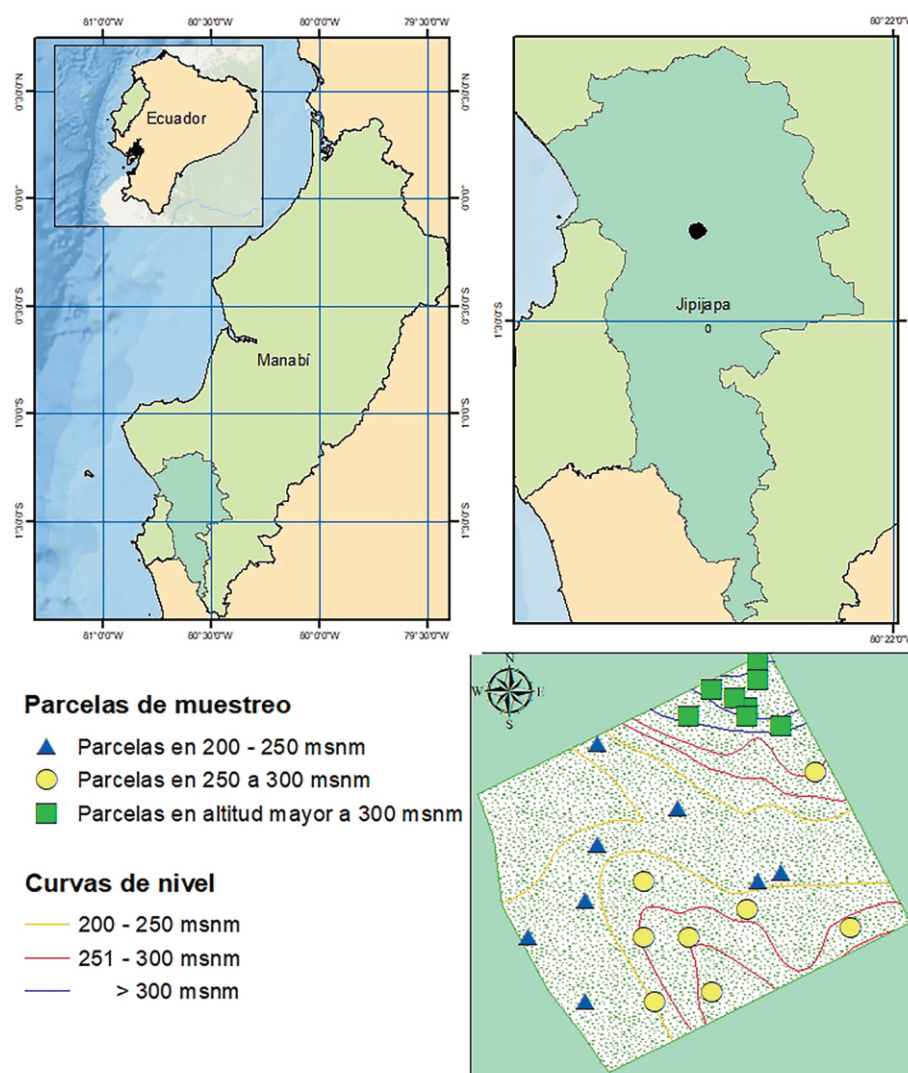 81°0'0"W 80°30'0"W 80°0'0"W 79°30'0"W
80°22'0"W
0°30'0"N
0°30'0"N
Ecuador
0°0'0"
0°0'0"
0°30'0"S
0°30'0"S
Jipijapa
0
1°30'S
1°30'S
Manabí
1°0'0"S
1°0'0"S
1°30'0"S
1°30'0"S
81°0'0"W 80°30'0"W 80°0'0"W 79°30'0"W
80°22'0"W
Parcelas de muestreo
Parcelas en 200 - 250 msnm
Parcelas en 250 a 300 msnm
Parcelas en altitud mayor a 300 msnm
Curvas de nivel
200 - 250 msnm
251 - 300 msnm
> 300 msnm
N
W E
S